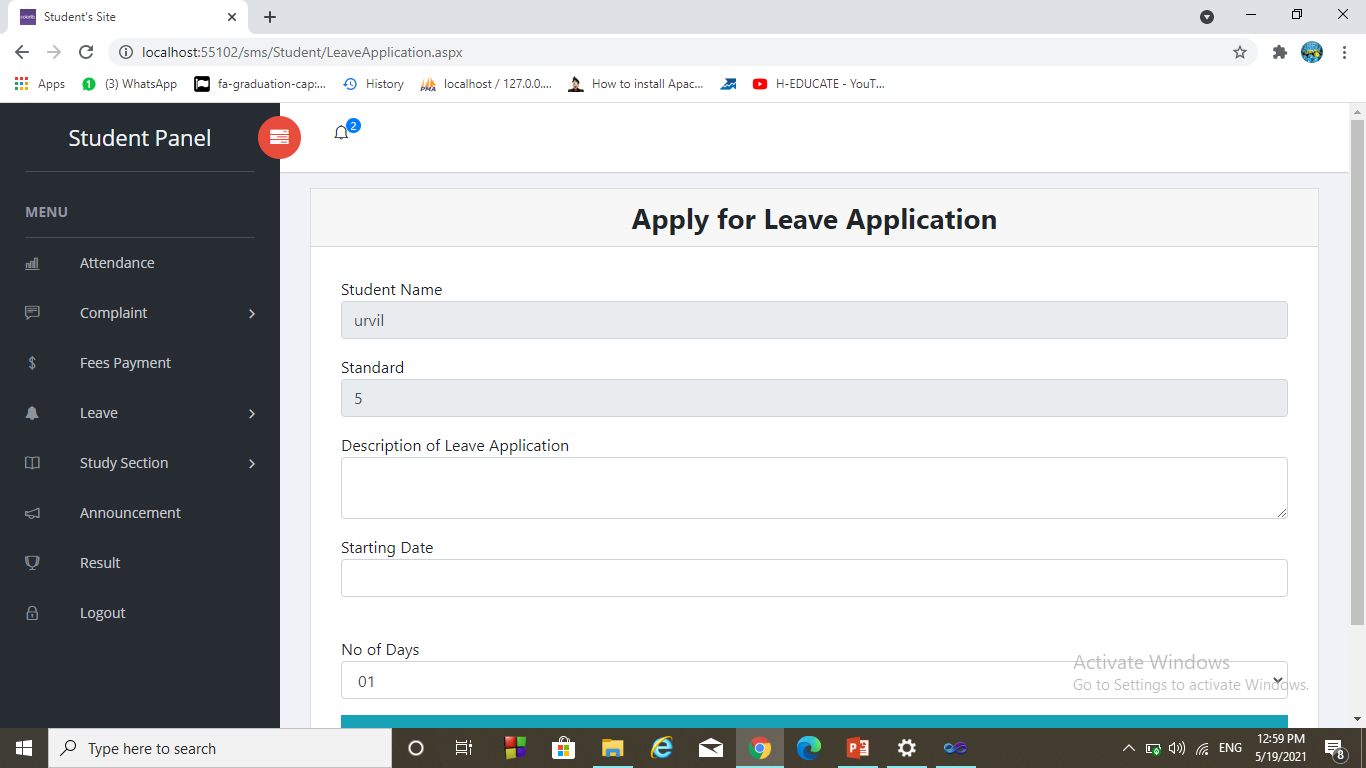 Student's Site
localhost:55102/sms/Student/LeaveApplication.aspx
Apps
1
(3) WhatsApp
fa-graduation-cap:...
History
PMA
localhost / 127.0.0....
How to install Apac...
H-EDUCATE - YouT...
Student Panel
2
MENU
Attendance
Complaint
Fees Payment
Leave
Study Section
Announcement
Result
Logout
Apply for Leave Application
Student Name
urvil
Standard
5
Description of Leave Application
Starting Date
No of Days
01
Activate Windows
Go to Settings to activate Windows.
Type here to search
ENG
12:59 PM
5/19/2021
8